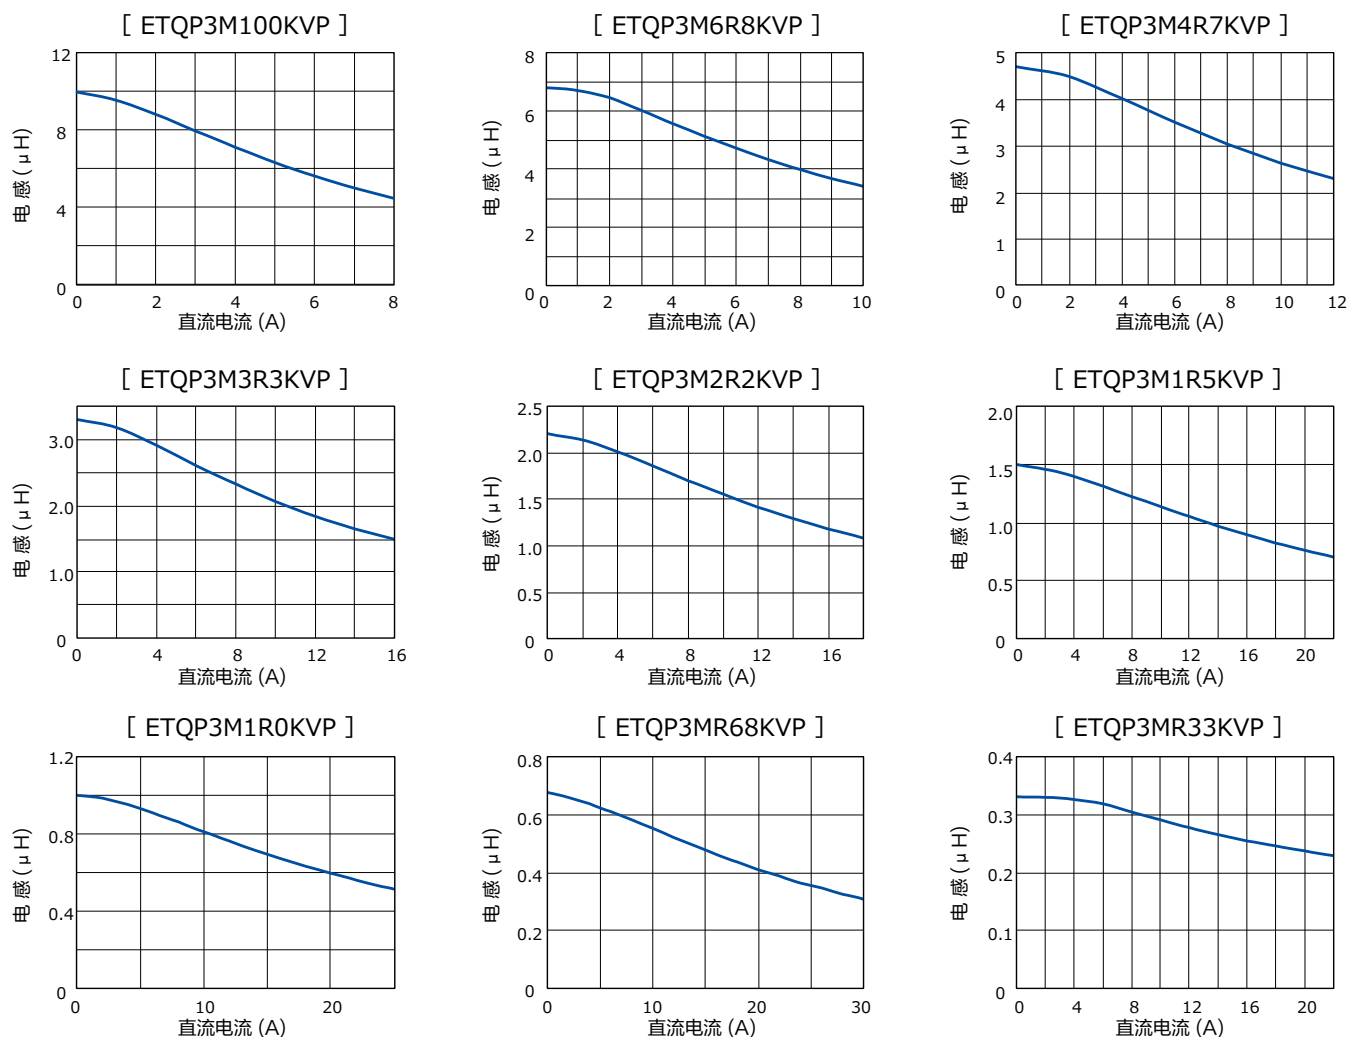 [ ETQP3M100KVP ]
12
8
4
0
0 2 4 6 8
电 感 ( μ H)
直流电流 (A)
[ ETQP3M6R8KVP ]
8
6
4
2
0
0 2 4 6 8 10
电 感 ( μ H)
直流电流 (A)
[ ETQP3M4R7KVP ]
5
4
3
2
1
0
0 2 4 6 8 10 12
电 感 ( μ H)
直流电流 (A)
[ ETQP3M3R3KVP ]
3.0
2.0
1.0
0
0 4 8 12 16
电 感 ( μ H)
直流电流 (A)
[ ETQP3M2R2KVP ]
2.5
2.0
1.5
1.0
0.5
0
0 4 8 12 16
电 感 ( μ H)
直流电流 (A)
[ ETQP3M1R5KVP ]
2.0
1.5
1.0
0.5
0
0 4 8 12 16 20
电 感 ( μ H)
直流电流 (A)
[ ETQP3M1R0KVP ]
1.2
0.8
0.4
0
0 10 20
电 感 ( μ H)
直流电流 (A)
[ ETQP3MR68KVP ]
0.8
0.6
0.4
0.2
0
0 10 20 30
电 感 ( μ H)
直流电流 (A)
[ ETQP3MR33KVP ]
0.4
0.3
0.2
0.1
0
0 4 8 12 16 20
电 感 ( μ H)
直流电流 (A)